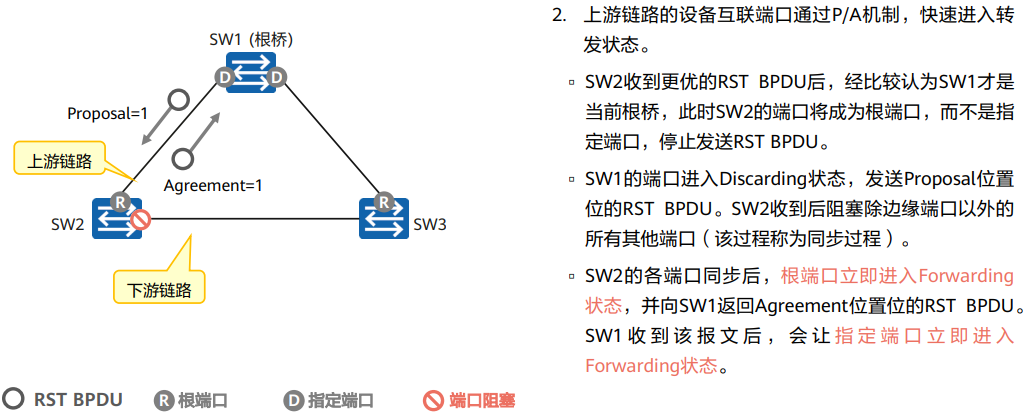 SW1 (根桥)
D
D
Proposal=1
上游链路
Agreement=1
R
R
SW2
SW3
下游链路
RST BPDU
R 根端口
D 指定端口
端口阻塞
2. 上游链路的设备互联端口通过P/A机制，快速进入转
发状态。
▫ SW2收到更优的RST BPDU后，经比较认为SW1才是
当前根桥，此时SW2的端口将成为根端口，而不是指
定端口，停止发送RST BPDU。
▫ SW1的端口进入Discarding状态，发送Proposal位置
位的RST BPDU。SW2收到后阻塞除边缘端口以外的
所有其他端口（该过程称为同步过程）。
▫ SW2的各端口同步后，根端口立即进入Forwarding
状态，并向SW1返回Agreement位置位的RST BPDU。
SW1收到该报文后，会让指定端口立即进入
Forwarding状态。